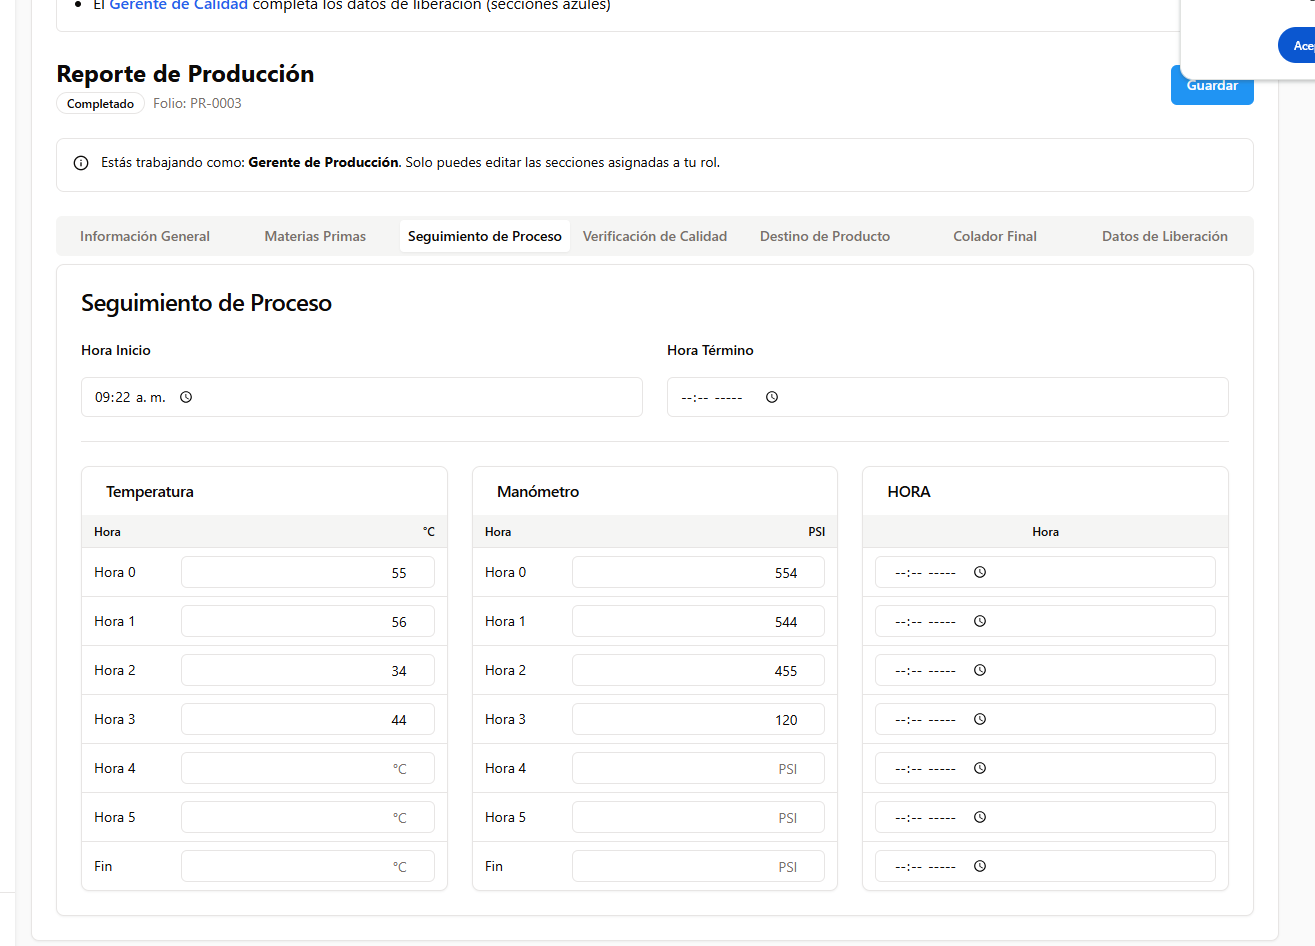 El Gerente de Calidad completa los datos de liberación (secciones azules)
Reporte de Producción
Completado Folio: PR-0003
Guardar
Estás trabajando como: Gerente de Producción. Solo puedes editar las secciones asignadas a tu rol.
Información General Materias Primas Seguimiento de Proceso Verificación de Calidad Destino de Producto Colador Final Datos de Liberación
Seguimiento de Proceso
Hora Inicio Hora Término
09:22 a. m. --:-- -----
Temperatura Manómetro HORA
Hora °C Hora PSI Hora
Hora 0 55 Hora 0 554 --:-- -----
Hora 1 56 Hora 1 544 --:-- -----
Hora 2 34 Hora 2 455 --:-- -----
Hora 3 44 Hora 3 120 --:-- -----
Hora 4 °C Hora 4 PSI --:-- -----
Hora 5 °C Hora 5 PSI --:-- -----
Fin °C Fin PSI --:-- -----